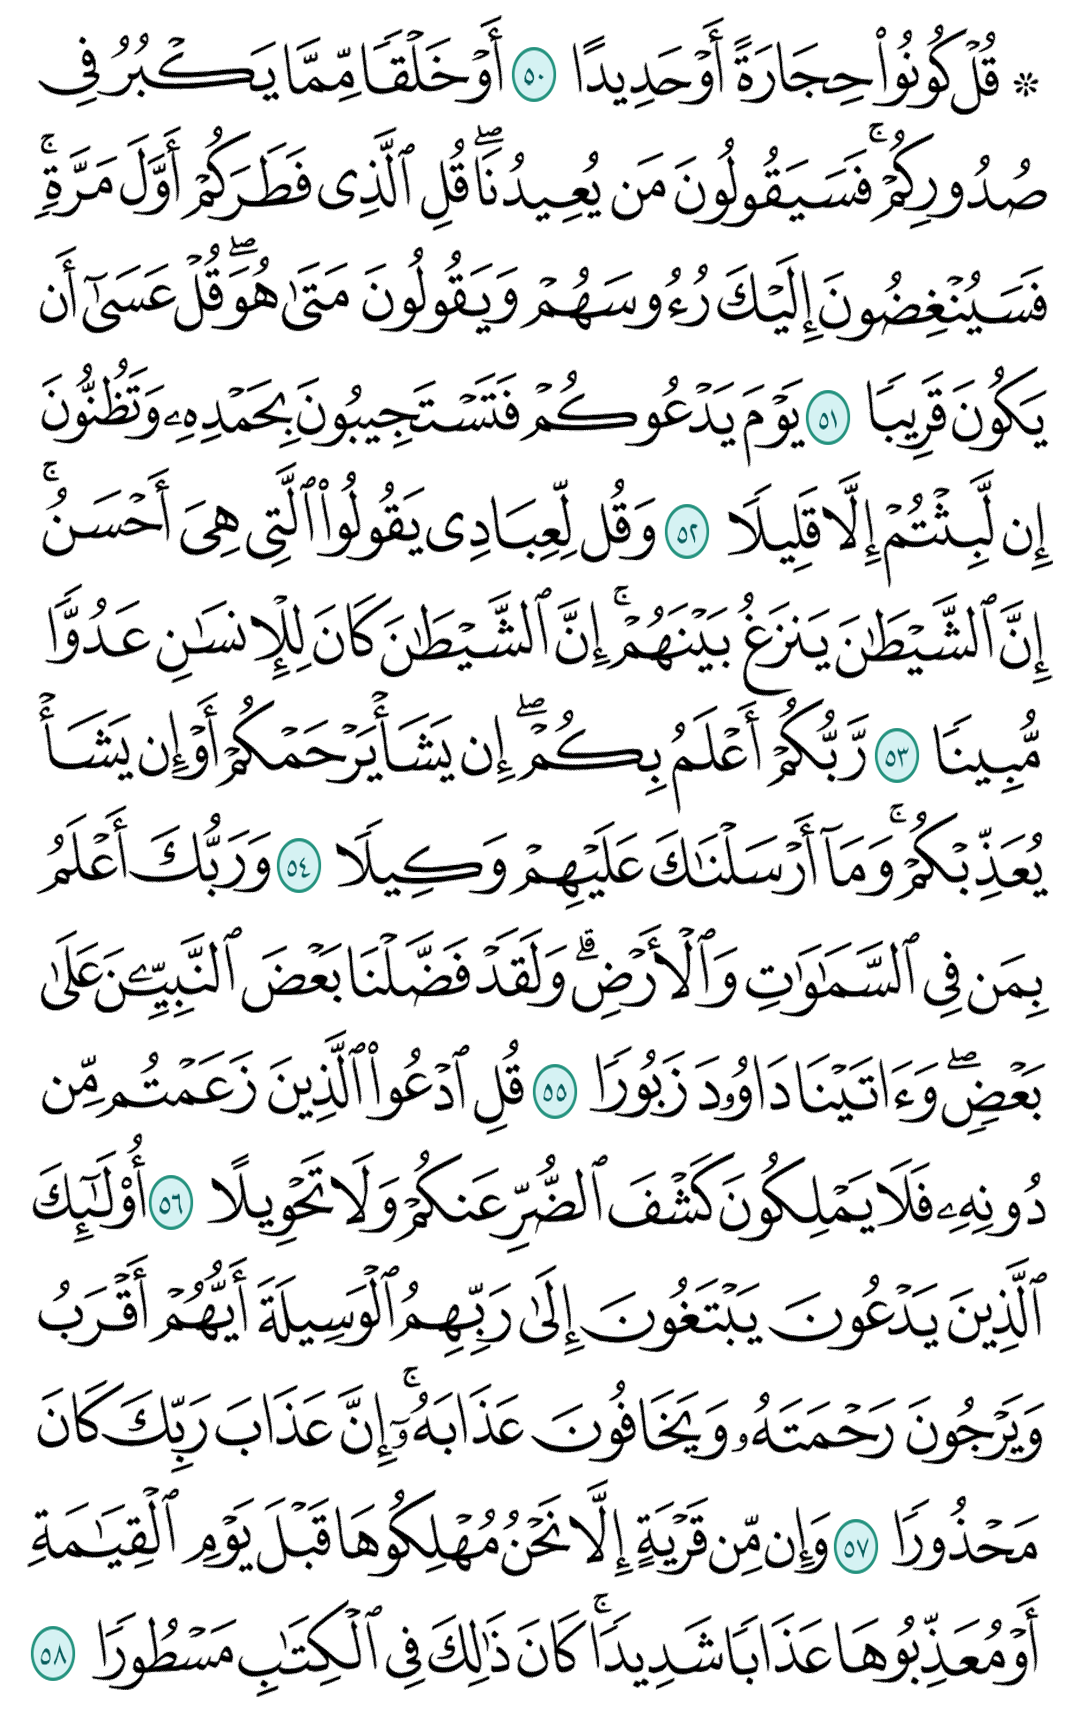 ۞ قُلْ كُونُوا۟ حِجَارَةً أَوْ حَدِيدًا ٥٠ أَوْ خَلْقًا مِّمَّا يَكْبُرُ فِى
صُدُورِكُمْ ۚ فَسَيَقُولُونَ مَن يُعِيدُنَا ۖ قُلِ ٱلَّذِى فَطَرَكُمْ أَوَّلَ مَرَّةٍ ۚ
فَسَيُنْغِضُونَ إِلَيْكَ رُءُوسَهُمْ وَيَقُولُونَ مَتَىٰ هُوَ ۖ قُلْ عَسَىٰٓ أَن
يَكُونَ قَرِيبًا ٥١ يَوْمَ يَدْعُوكُمْ فَتَسْتَجِيبُونَ بِحَمْدِهِۦ وَتَظُنُّونَ
إِن لَّبِثْتُمْ إِلَّا قَلِيلًا ٥٢ وَقُل لِّعِبَادِى يَقُولُوا۟ ٱلَّتِى هِىَ أَحْسَنُ ۚ
إِنَّ ٱلشَّيْطَـٰنَ يَنزَغُ بَيْنَهُمْ ۚ إِنَّ ٱلشَّيْطَـٰنَ كَانَ لِلْإِنسَـٰنِ عَدُوًّا
مُّبِينًا ٥٣ رَّبُّكُمْ أَعْلَمُ بِكُمْ ۖ إِن يَشَأْ يَرْحَمْكُمْ أَوْ إِن يَشَأْ
يُعَذِّبْكُمْ ۚ وَمَآ أَرْسَلْنَـٰكَ عَلَيْهِمْ وَكِيلًا ٥٤ وَرَبُّكَ أَعْلَمُ
بِمَن فِى ٱلسَّمَـٰوَٰتِ وَٱلْأَرْضِ ۗ وَلَقَدْ فَضَّلْنَا بَعْضَ ٱلنَّبِيِّـۧنَ عَلَىٰ
بَعْضٍ ۖ وَءَاتَيْنَا دَاوُۥدَ زَبُورًا ٥٥ قُلِ ٱدْعُوا۟ ٱلَّذِينَ زَعَمْتُم مِّن
دُونِهِۦ فَلَا يَمْلِكُونَ كَشْفَ ٱلضُّرِّ عَنكُمْ وَلَا تَحْوِيلًا ٥٦ أُو۟لَـٰٓئِكَ
ٱلَّذِينَ يَدْعُونَ يَبْتَغُونَ إِلَىٰ رَبِّهِمُ ٱلْوَسِيلَةَ أَيُّهُمْ أَقْرَبُ
وَيَرْجُونَ رَحْمَتَهُۥ وَيَخَافُونَ عَذَابَهُۥٓ ۚ إِنَّ عَذَابَ رَبِّكَ كَانَ
مَحْذُورًا ٥٧ وَإِن مِّن قَرْيَةٍ إِلَّا نَحْنُ مُهْلِكُوهَا قَبْلَ يَوْمِ ٱلْقِيَـٰمَةِ
أَوْ مُعَذِّبُوهَا عَذَابًا شَدِيدًا ۚ كَانَ ذَٰلِكَ فِى ٱلْكِتَـٰبِ مَسْطُورًا ٥٨